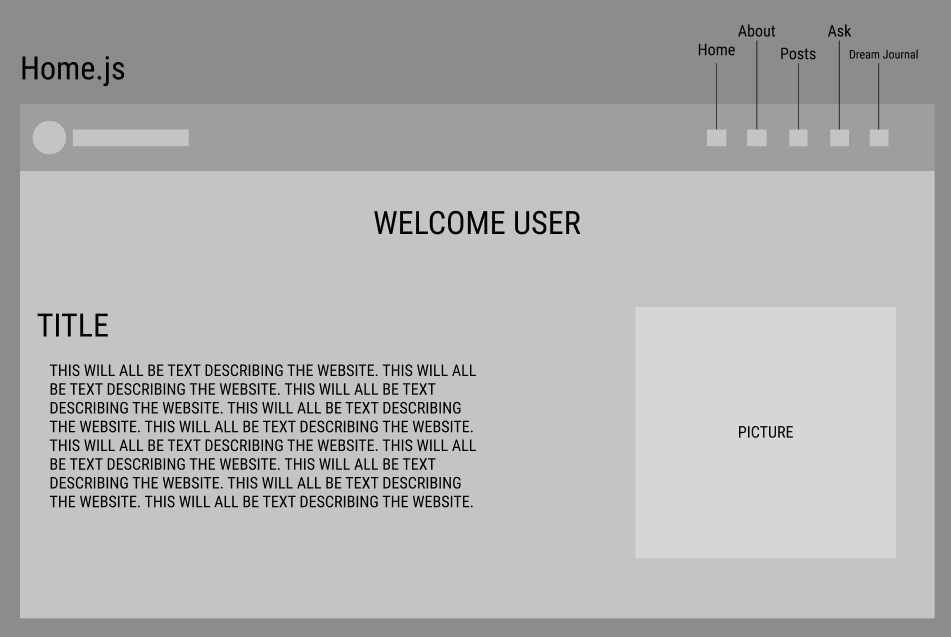 Home.js
Home
About
Posts
Ask
Dream Journal
WELCOME USER
TITLE
THIS WILL ALL BE TEXT DESCRIBING THE WEBSITE. THIS WILL ALL
BE TEXT DESCRIBING THE WEBSITE. THIS WILL ALL BE TEXT
DESCRIBING THE WEBSITE. THIS WILL ALL BE TEXT DESCRIBING
THE WEBSITE. THIS WILL ALL BE TEXT DESCRIBING THE WEBSITE.
THIS WILL ALL BE TEXT DESCRIBING THE WEBSITE. THIS WILL ALL
BE TEXT DESCRIBING THE WEBSITE. THIS WILL ALL BE TEXT
DESCRIBING THE WEBSITE. THIS WILL ALL BE TEXT DESCRIBING
THE WEBSITE. THIS WILL ALL BE TEXT DESCRIBING THE WEBSITE.
PICTURE